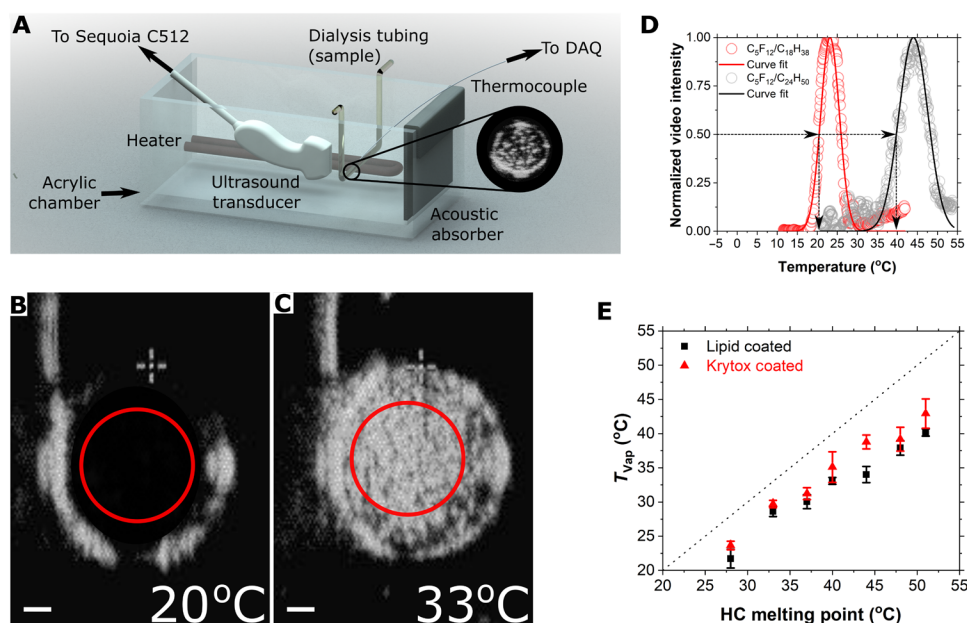 A
To Sequoia C512
Dialysis tubing
(sample)
To DAQ
Thermocouple
Heater
Acrylic
chamber
Ultrasound
transducer
Acoustic
absorber
B
20°C
C
33°C
D
Normalized video intensity
1.00
0.75
0.50
0.25
0.00
C₅F₁₂/C₁₈H₃₈
Curve fit
C₅F₁₂/C₂₄H₅₀
Curve fit
−5 0 5 10 15 20 25 30 35 40 45 50 55
Temperature (°C)
E
T_Vap (°C)
55
50
45
40
35
30
25
20
Lipid coated
Krytox coated
20 25 30 35 40 45 50 55
HC melting point (°C)